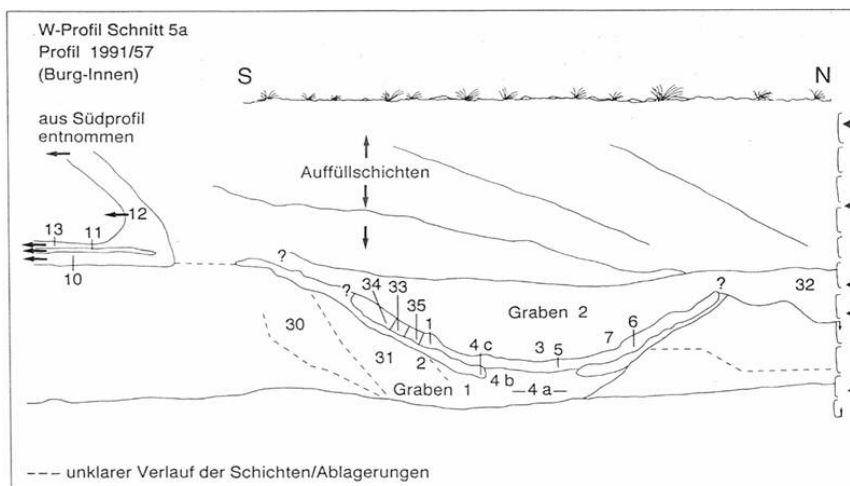 W-Profil Schnitt 5a
Profil 1991/57
(Burg-Innen)
S
N
aus Südprofil
entnommen
Auffüllschichten
13
11
12
10
?
?
?
32
34
33
35
1
30
31
2
Graben 2
4 c
3
5
7
6
Graben 1
4 b
—4 a—
--- unklarer Verlauf der Schichten/Ablagerungen